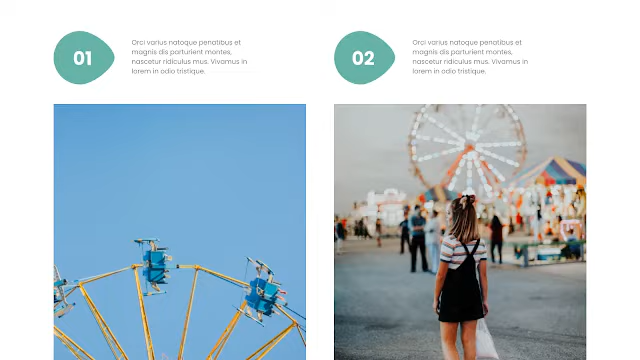 01
Orci varius natoque penatibus et
magnis dis parturient montes,
nascetur ridiculus mus. Vivamus in
lorem in odio tristique.
02
Orci varius natoque penatibus et
magnis dis parturient montes,
nascetur ridiculus mus. Vivamus in
lorem in odio tristique.